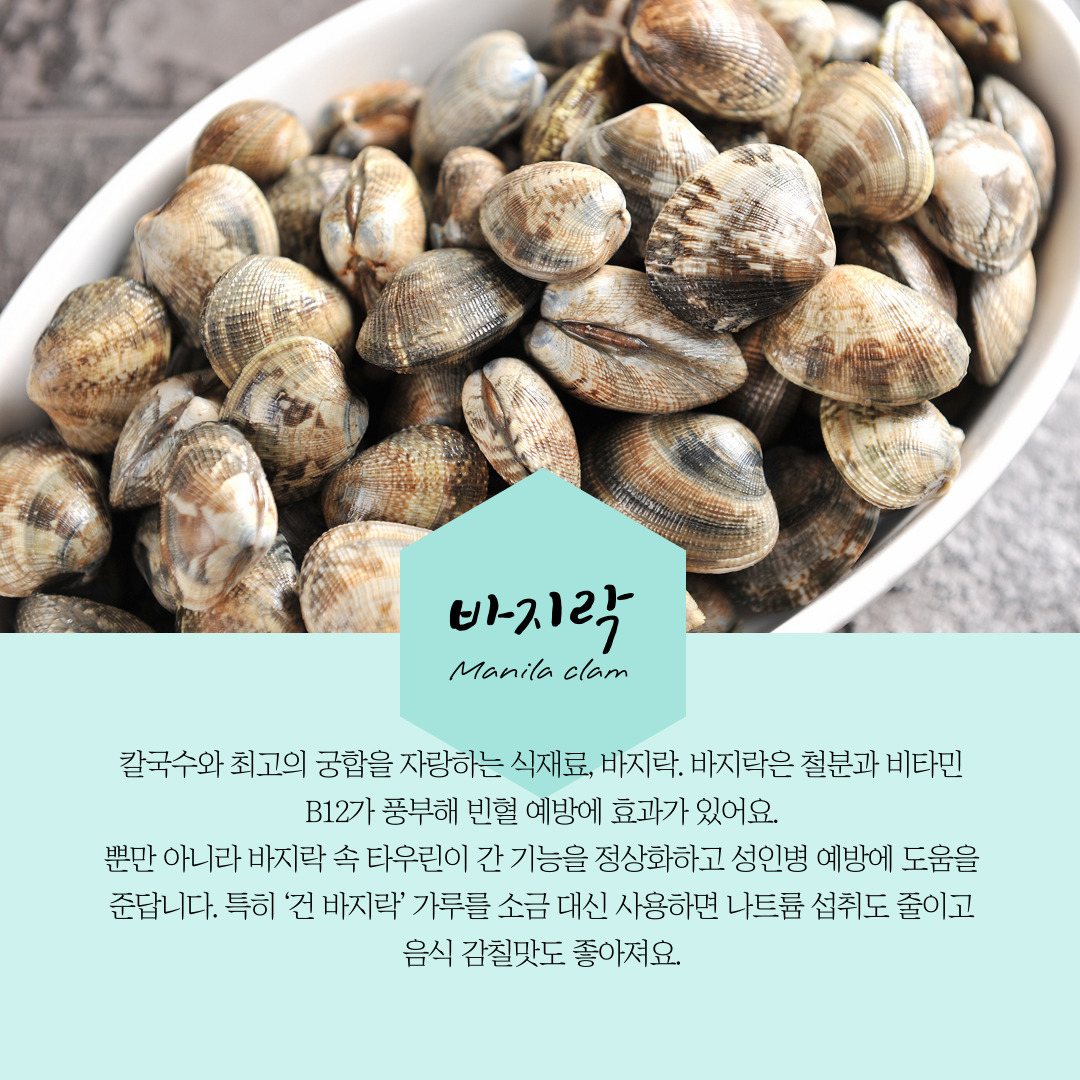 바지락
Manila clam
칼국수와 최고의 궁합을 자랑하는 식재료, 바지락. 바지락은 철분과 비타민
B12가 풍부해 빈혈 예방에 효과가 있어요.
뿐만 아니라 바지락 속 타우린이 간 기능을 정상화하고 성인병 예방에 도움을
준답니다. 특히 ‘건 바지락’ 가루를 소금 대신 사용하면 나트륨 섭취도 줄이고
음식 감칠맛도 좋아져요.